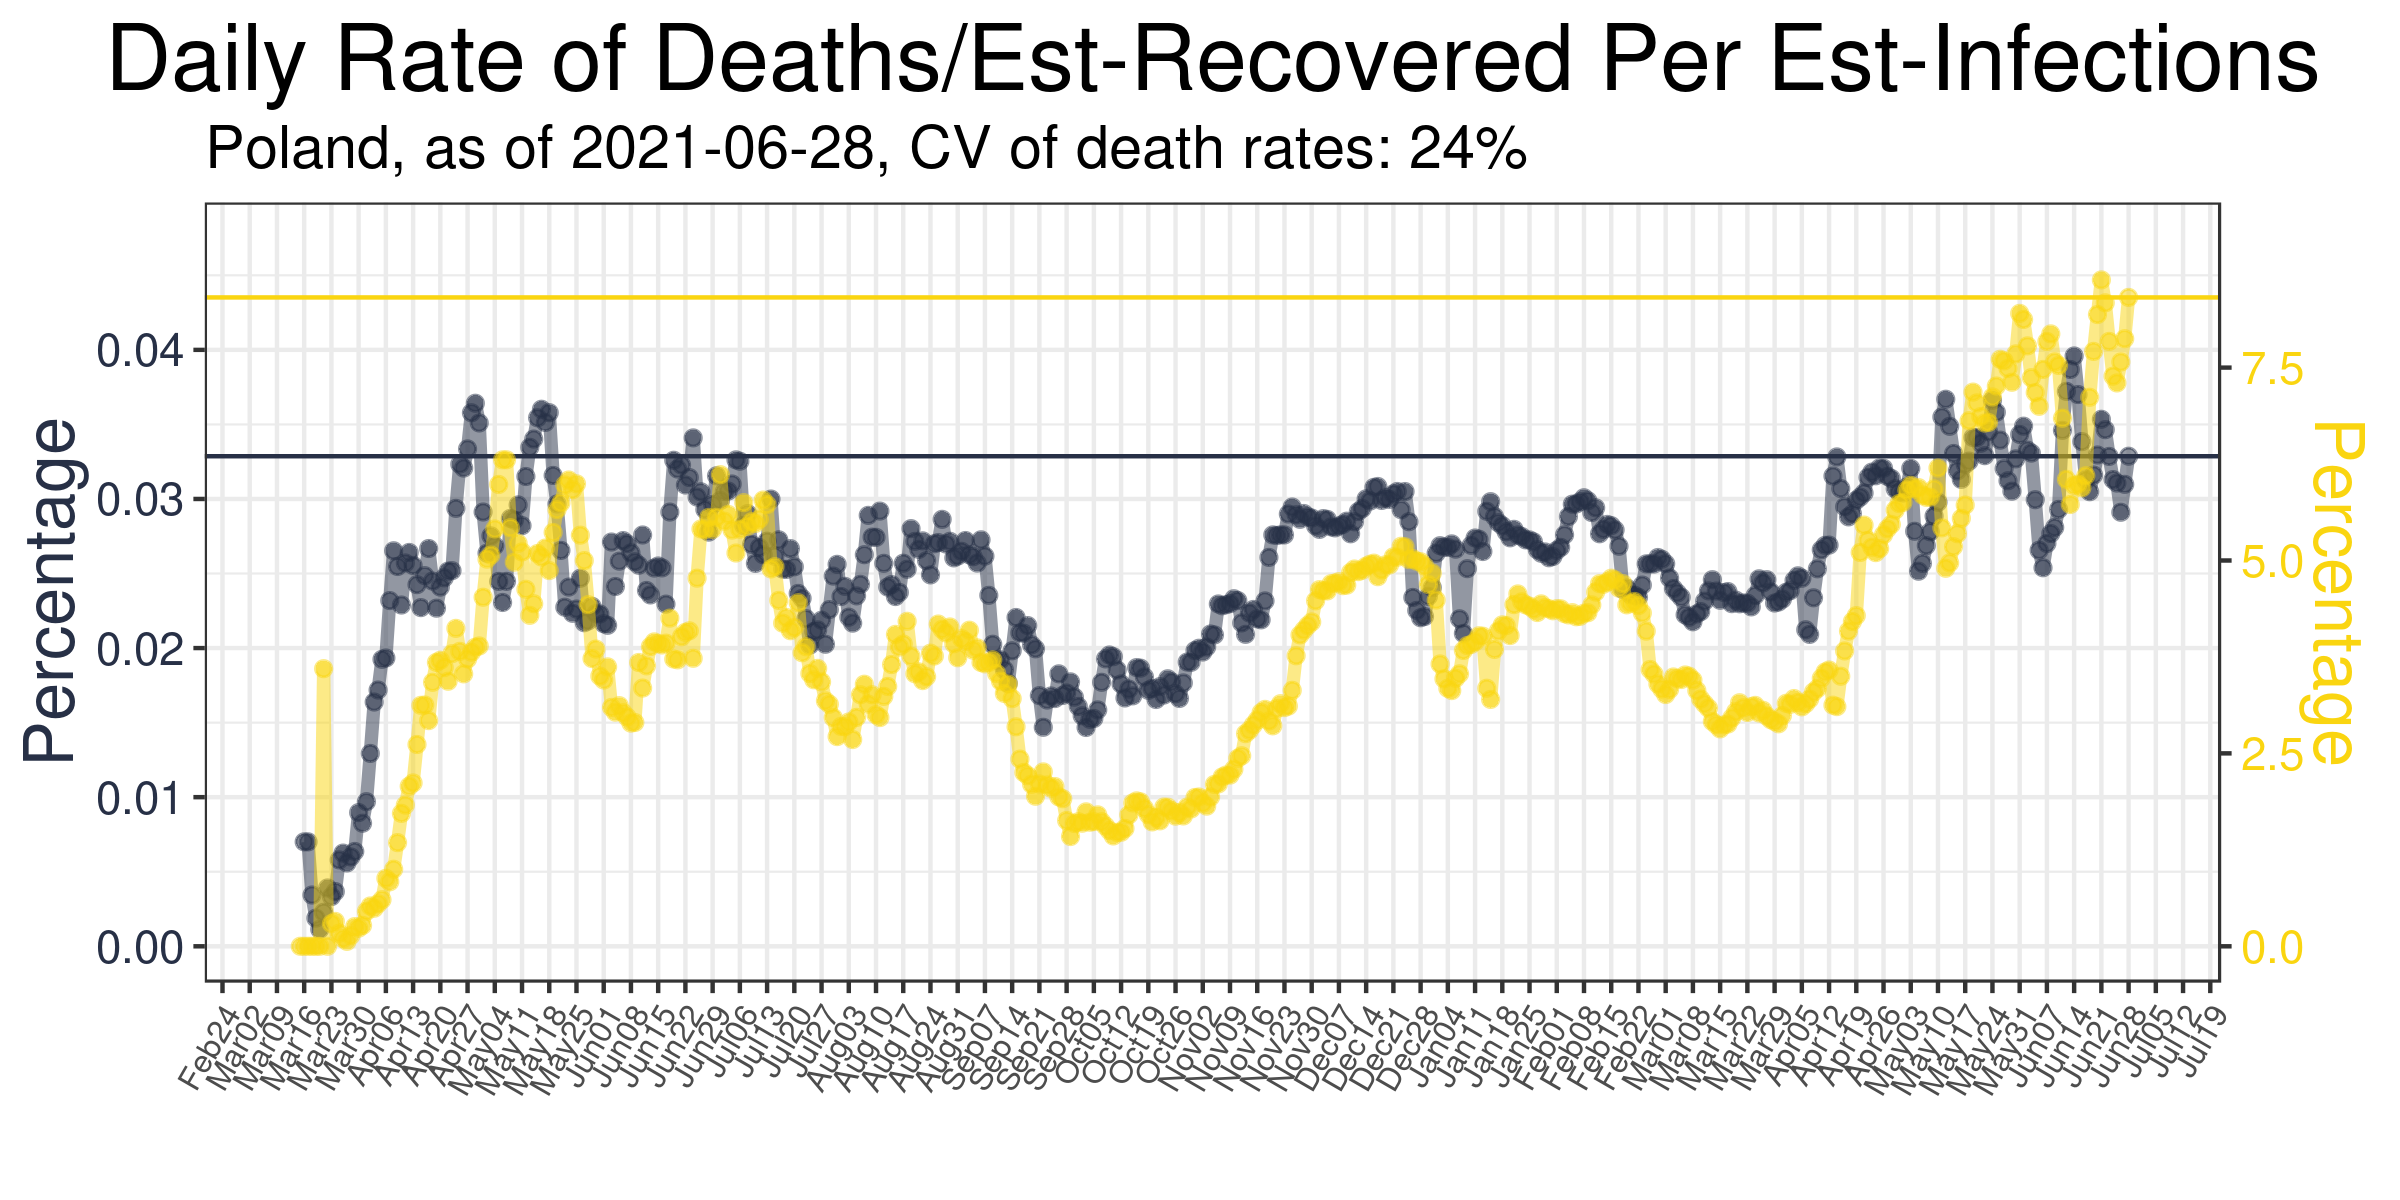 Daily Rate of Deaths/Est-Recovered Per Est-Infections
Poland, as of 2021-06-28, CV of death rates: 24%
Percentage
0.04
0.03
0.02
0.01
0.00
7.5
5.0
2.5
0.0
Percentage
Feb24
Mar02
Mar09
Mar16
Mar23
Mar30
Apr06
Apr13
Apr20
Apr27
May04
May11
May18
May25
Jun01
Jun08
Jun15
Jun22
Jun29
Jul06
Jul13
Jul20
Jul27
Aug03
Aug10
Aug17
Aug24
Aug31
Sep07
Sep14
Sep21
Sep28
Oct05
Oct12
Oct19
Oct26
Nov02
Nov09
Nov16
Nov23
Nov30
Dec07
Dec14
Dec21
Dec28
Jan04
Jan11
Jan18
Jan25
Feb01
Feb08
Feb15
Feb22
Mar01
Mar08
Mar15
Mar22
Mar29
Apr05
Apr12
Apr19
Apr26
May03
May10
May17
May24
May31
Jun07
Jun14
Jun21
Jun28
Jul05
Jul12
Jul19